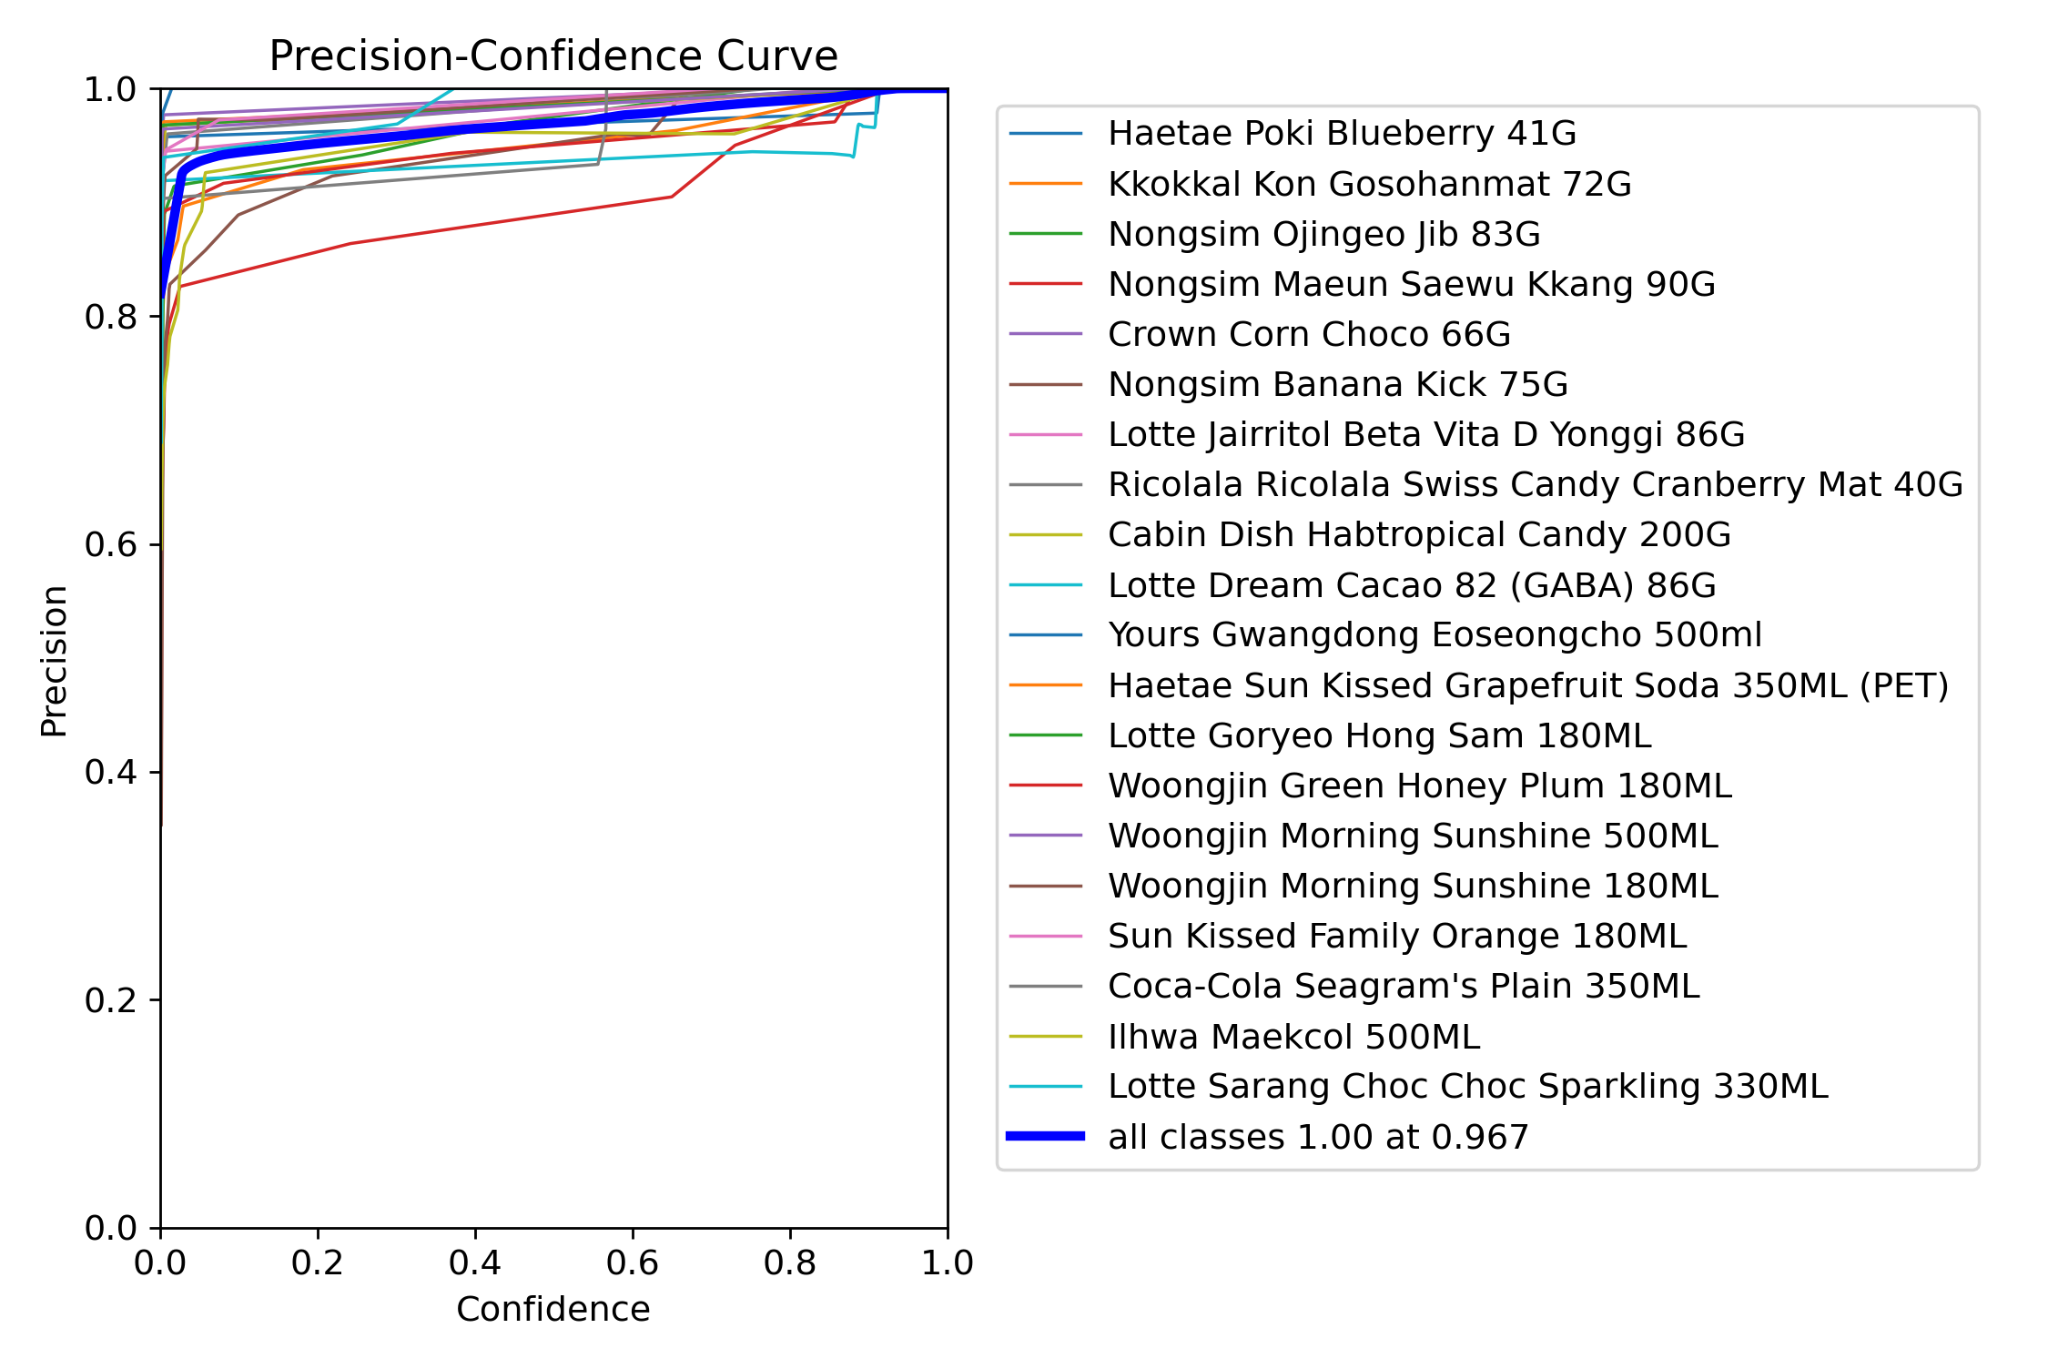 Precision-Confidence Curve
1.0
0.8
0.6
0.4
0.2
0.0
Precision
0.0 0.2 0.4 0.6 0.8 1.0
Confidence
Haetae Poki Blueberry 41G
Kkokkal Kon Gosohanmat 72G
Nongsim Ojingeo Jib 83G
Nongsim Maeun Saewu Kkang 90G
Crown Corn Choco 66G
Nongsim Banana Kick 75G
Lotte Jairritol Beta Vita D Yonggi 86G
Ricolala Ricolala Swiss Candy Cranberry Mat 40G
Cabin Dish Habtropical Candy 200G
Lotte Dream Cacao 82 (GABA) 86G
Yours Gwangdong Eoseongcho 500ml
Haetae Sun Kissed Grapefruit Soda 350ML (PET)
Lotte Goryeo Hong Sam 180ML
Woongjin Green Honey Plum 180ML
Woongjin Morning Sunshine 500ML
Woongjin Morning Sunshine 180ML
Sun Kissed Family Orange 180ML
Coca-Cola Seagram's Plain 350ML
Ilhwa Maekcol 500ML
Lotte Sarang Choc Choc Sparkling 330ML
all classes 1.00 at 0.967